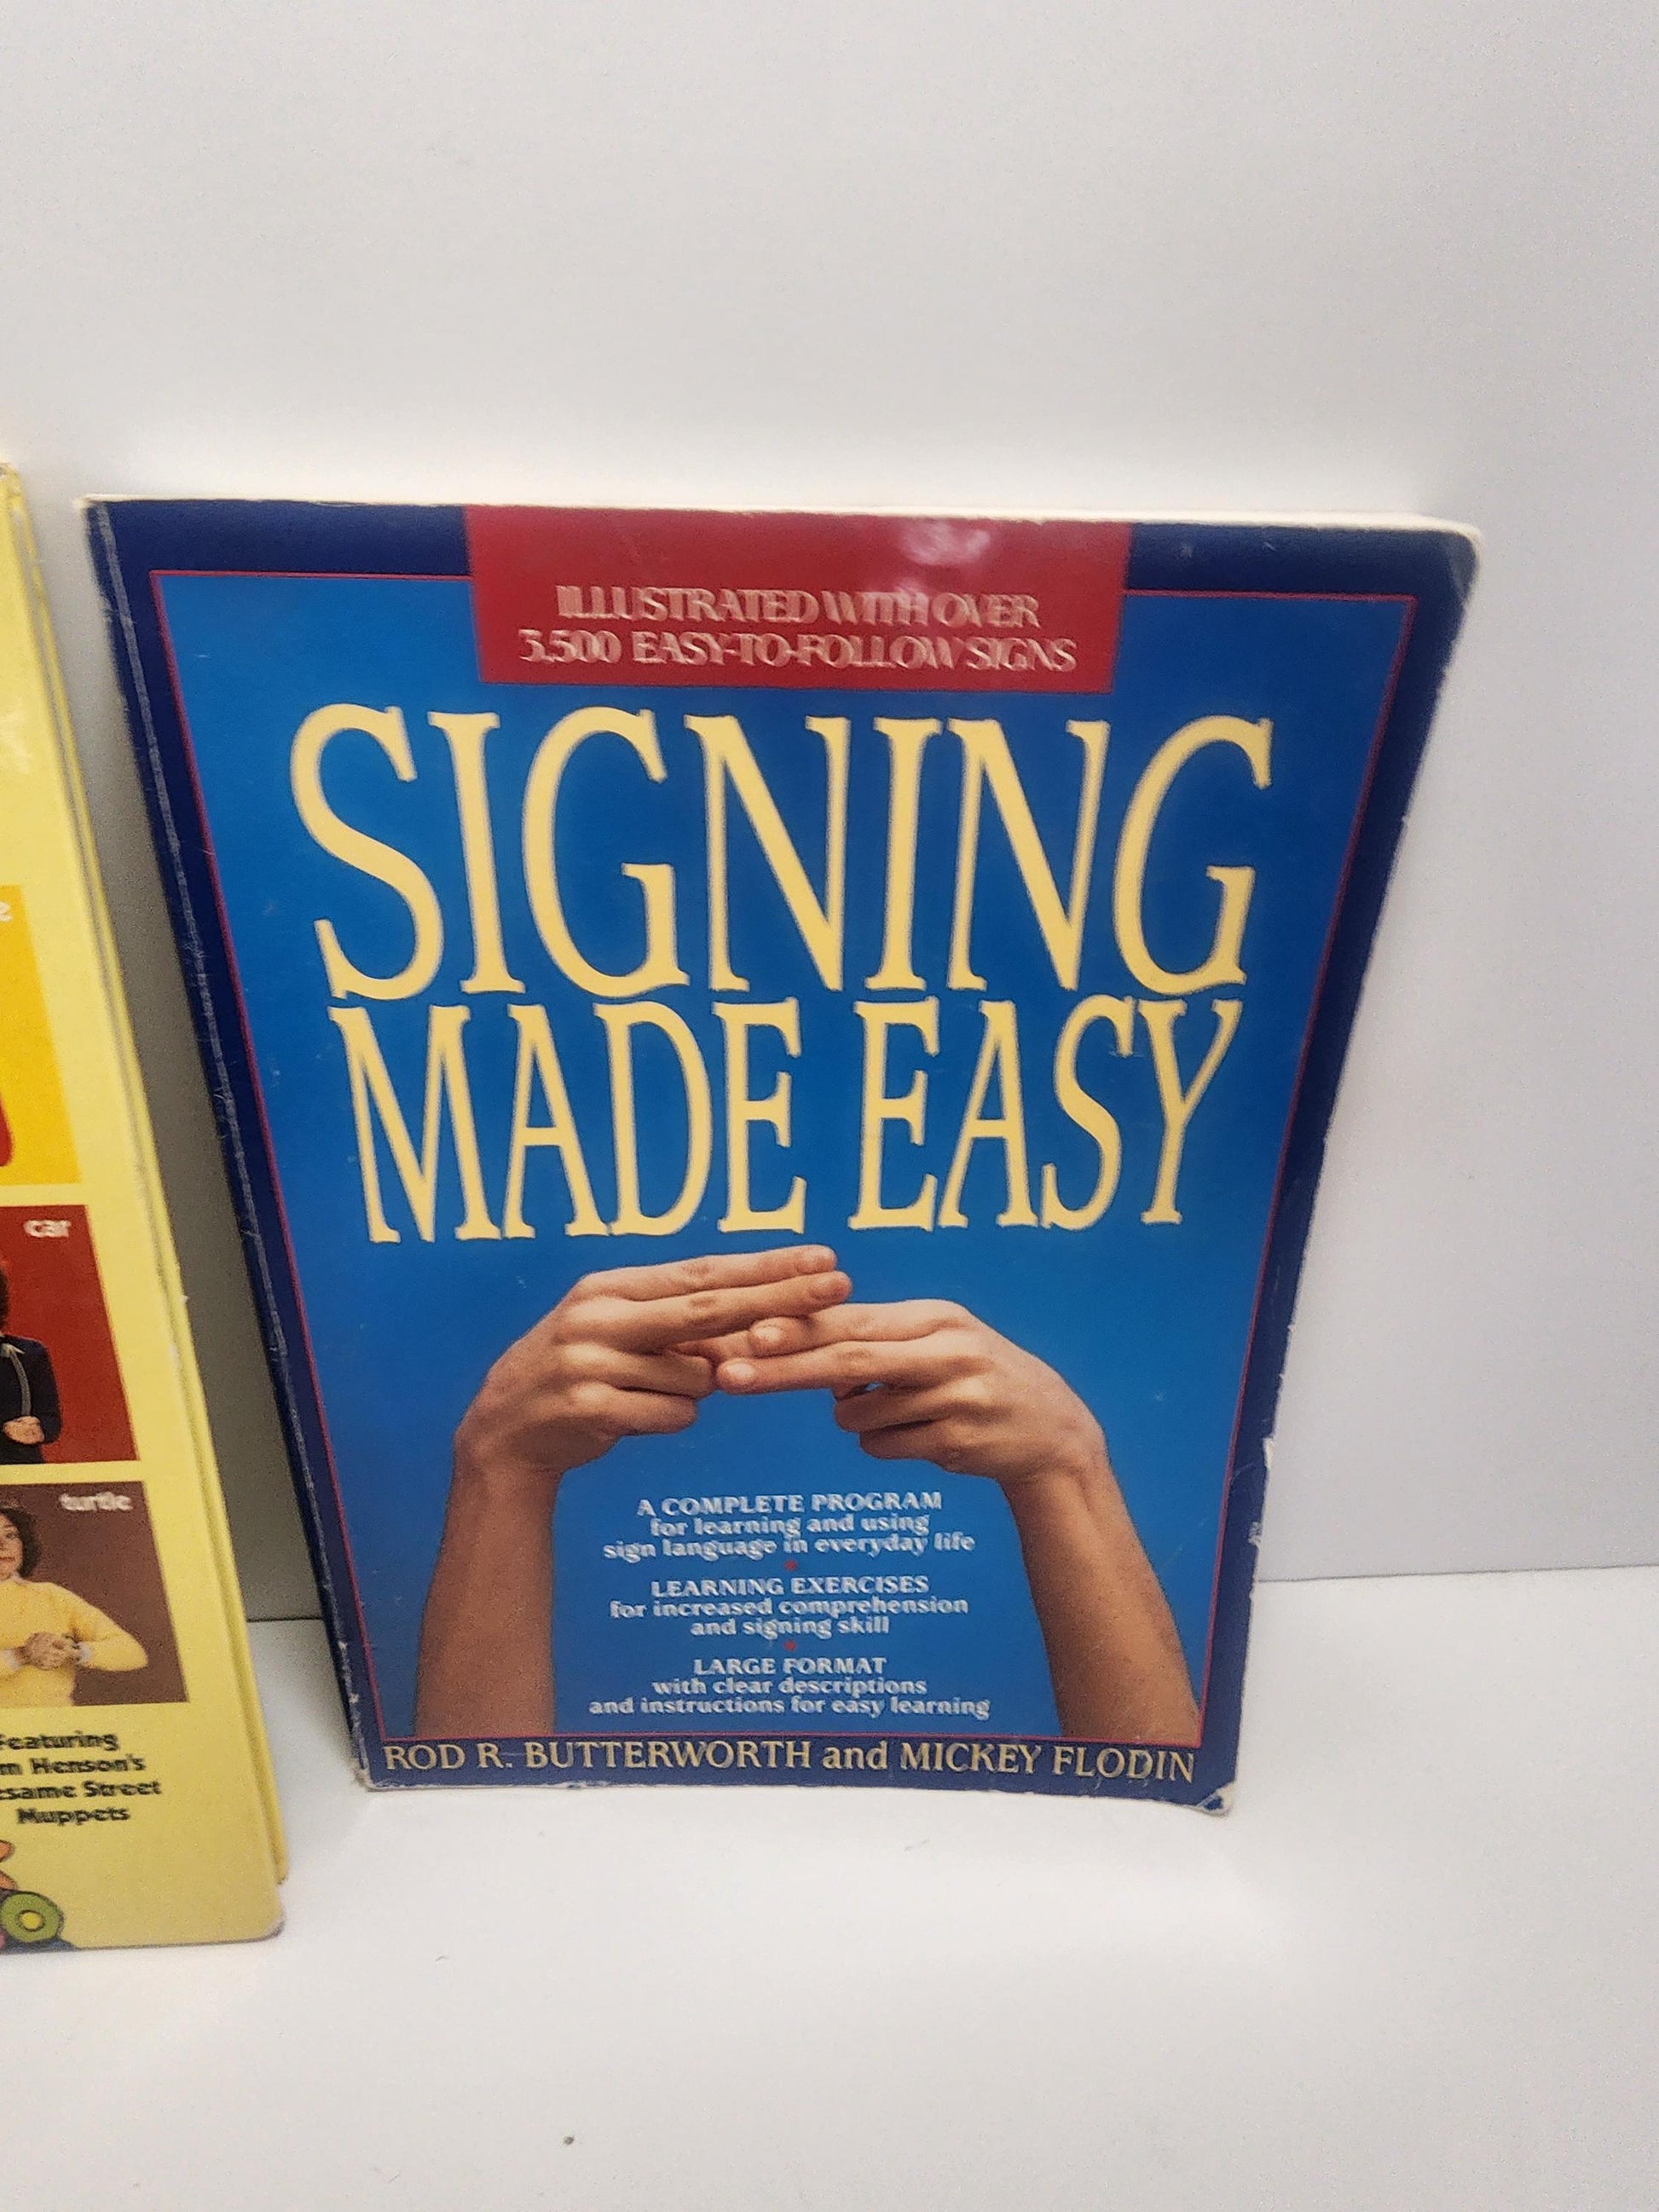 car
turtle
Featuring
Henson's
Street
Muppets
ILLUSTRATED WITH OVER
3,500 EASY-TO-FOLLOW SIGNS
SIGNING
MADE EASY
A COMPLETE PROGRAM
for learning and using
sign language in everyday life
LEARNING EXERCISES
for increased comprehension
and signing skill
LARGE FORMAT
with clear descriptions
and instructions for easy learning
ROD R. BUTTERWORTH and MICKEY FLODIN